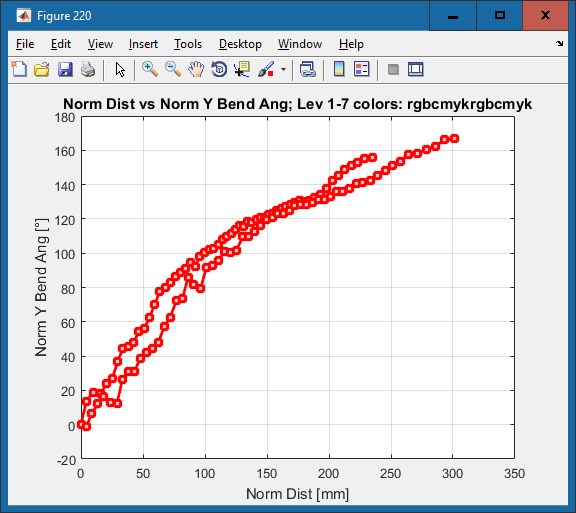 Figure 220
File Edit View Insert Tools Desktop Window Help
Norm Dist vs Norm Y Bend Ang; Lev 1-7 colors: rgbcmykrgbcmyk
180
160
140
120
100
80
60
40
20
0
-20
Norm Y Bend Ang [°]
0 50 100 150 200 250 300 350
Norm Dist [mm]